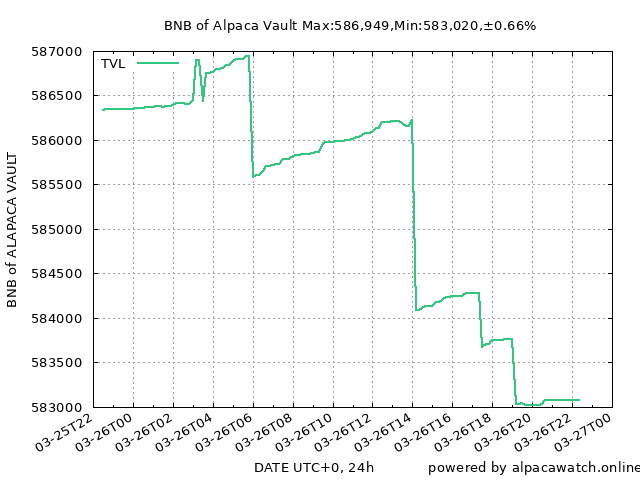 BNB of Alpaca Vault Max:586,949,Min:583,020,±0.66%
587000
TVL
586500
586000
585500
585000
584500
584000
583500
583000
BNB of ALAPACA VAULT
03-25T22
03-26T00
03-26T02
03-26T04
03-26T06
03-26T08
03-26T10
03-26T12
03-26T14
03-26T16
03-26T18
03-26T20
03-26T22
03-27T00
DATE UTC+0, 24h
powered by alpacawatch.online